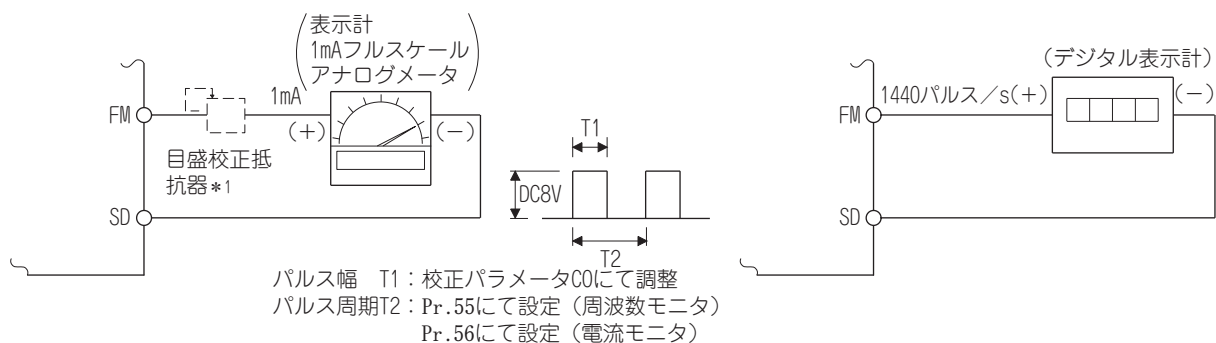 表示計
1mAフルスケール
アナログメータ
FM
1mA
(+)
(−)
目盛校正抵
抗器*1
SD
T1
DC8V
T2
パルス幅 T1：校正パラメータC0にて調整
パルス周期T2：Pr.55にて設定（周波数モニタ）
Pr.56にて設定（電流モニタ）
(デジタル表示計)
FM
1440パルス／s(+)
(−)
SD